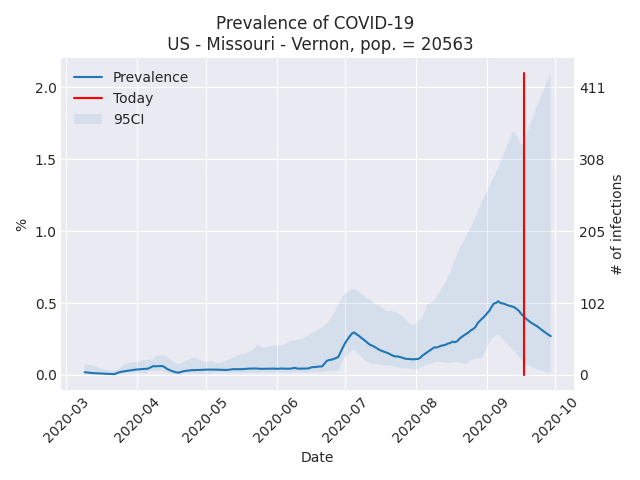 Prevalence of COVID-19
US - Missouri - Vernon, pop. = 20563
Prevalence
Today
95CI
%
2.0
1.5
1.0
0.5
0.0
411
308
205
102
0
# of infections
2020-03
2020-04
2020-05
2020-06
2020-07
2020-08
2020-09
2020-10
Date